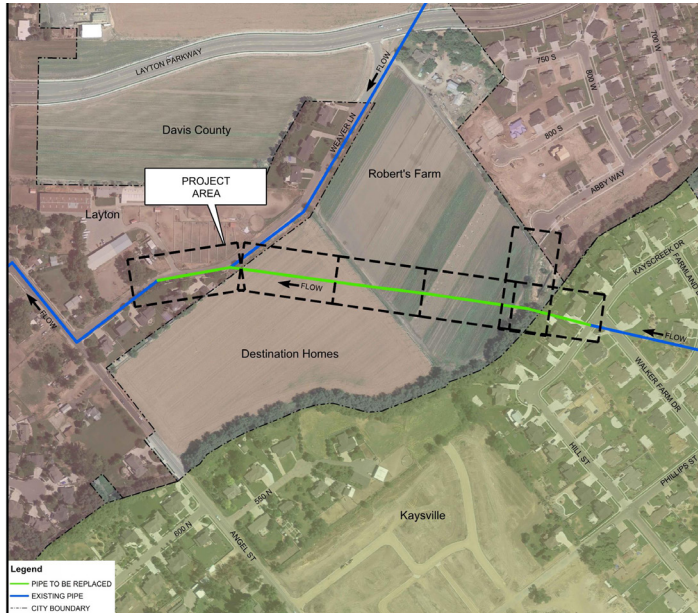 LAYTON PARKWAY
FLOW
750 S
700 W
800 W
800 S
Davis County
WEAVER LN
Robert's Farm
PROJECT
AREA
ABBY WAY
Layton
KAYSCREEK DR
FARMLAND
FLOW
FLOW
FLOW
Destination Homes
WALKER FARM DR
HILL ST
PHILLIPS ST
550 N
Kaysville
600 N
ANGEL ST
Legend
PIPE TO BE REPLACED
EXISTING PIPE
CITY BOUNDARY